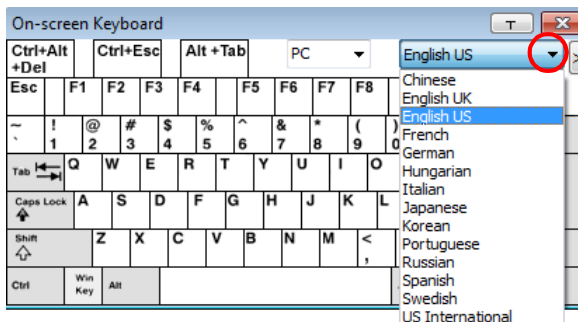 On-screen Keyboard
Ctrl+Alt +Del Ctrl+Esc Alt +Tab PC English US
Esc F1 F2 F3 F4 F5 F6 F7 F8
~ ! @ # $ % ^ & * ( )
` 1 2 3 4 5 6 7 8 9 0
Tab Q W E R T Y U I O
Caps Lock A S D F G H J K L
Shift Z X C V B N M <
,
Ctrl Win Key Alt
Chinese
English UK
English US
French
German
Hungarian
Italian
Japanese
Korean
Portuguese
Russian
Spanish
Swedish
US International